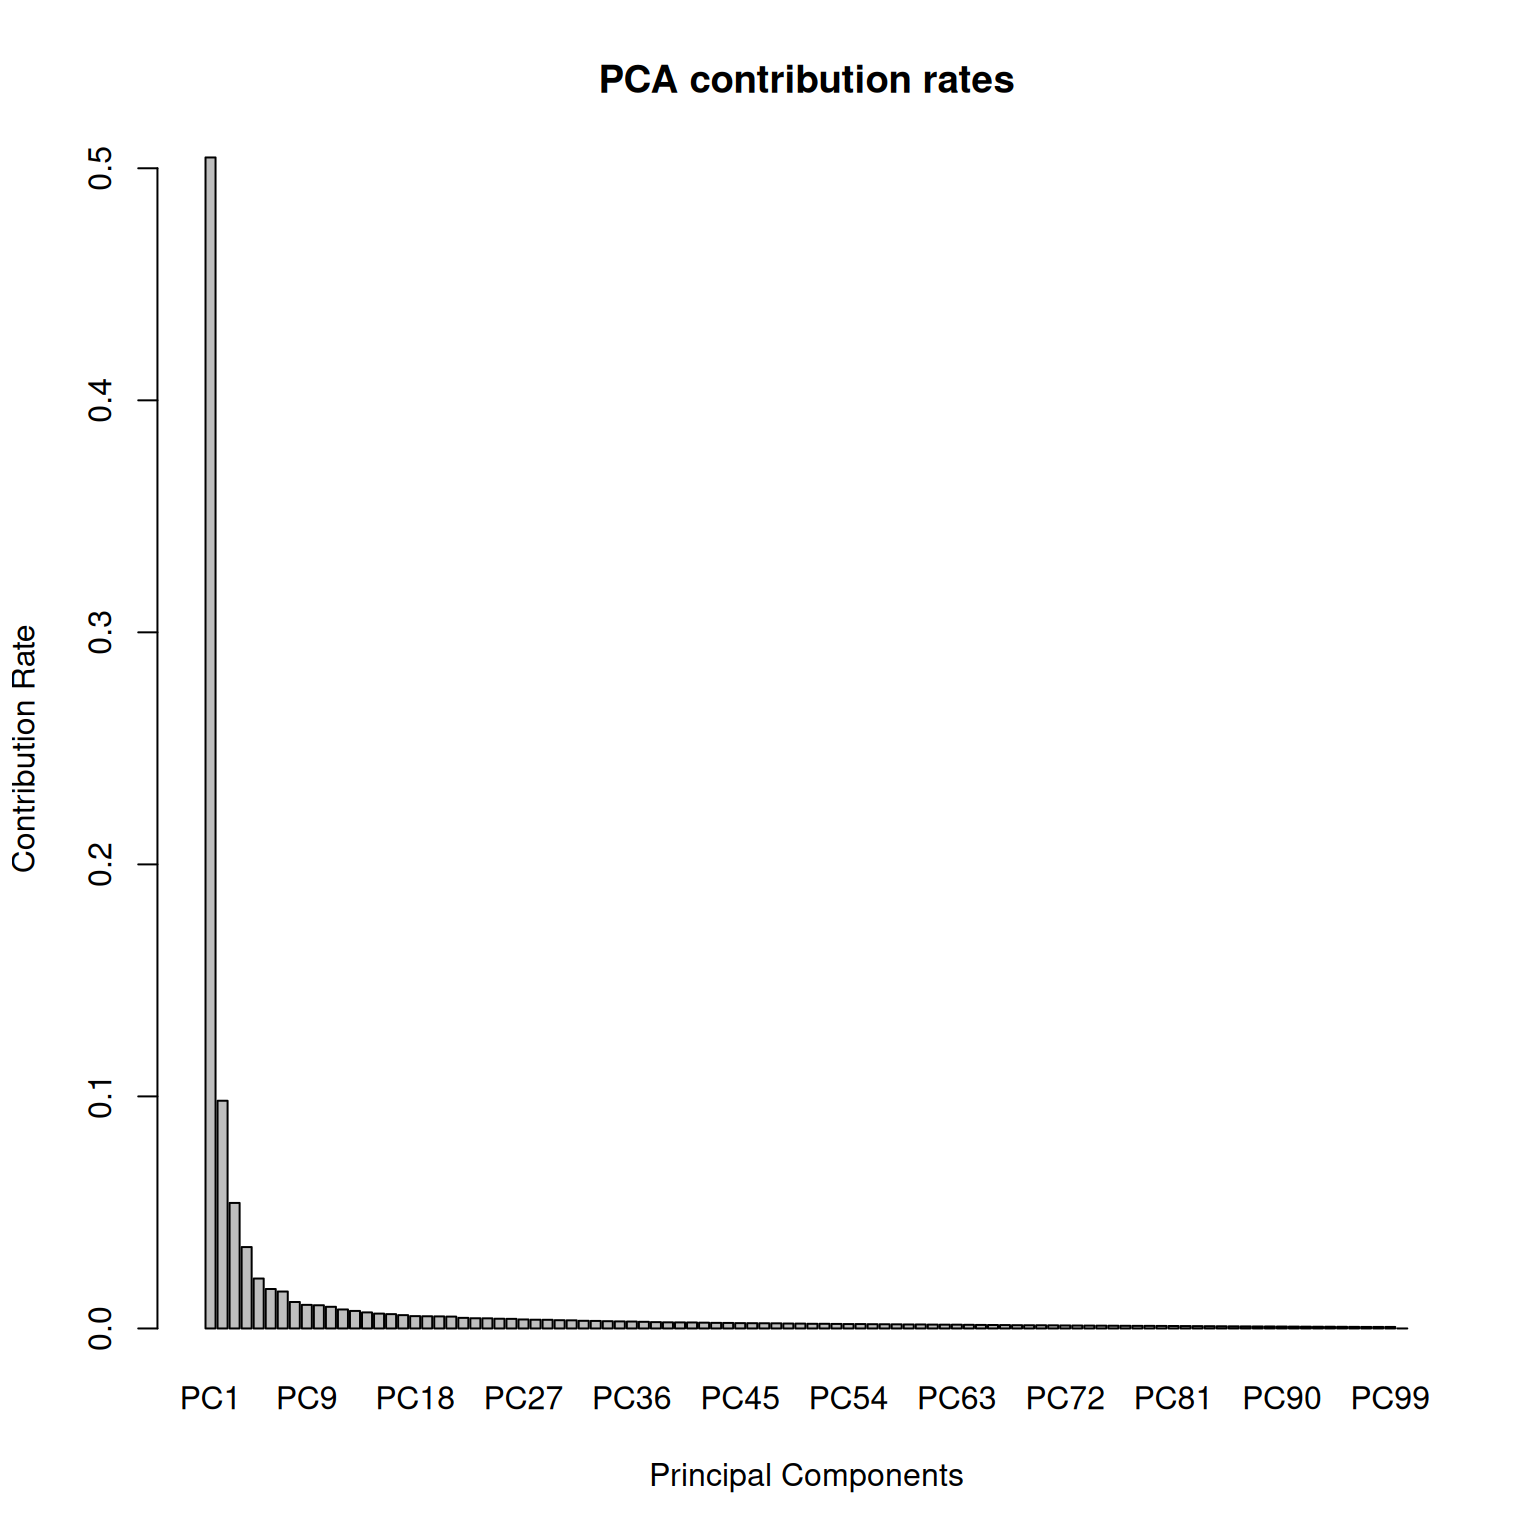 PCA contribution rates
Contribution Rate
0.5
0.4
0.3
0.2
0.1
0.0
PC1 PC9 PC18 PC27 PC36 PC45 PC54 PC63 PC72 PC81 PC90 PC99
Principal Components